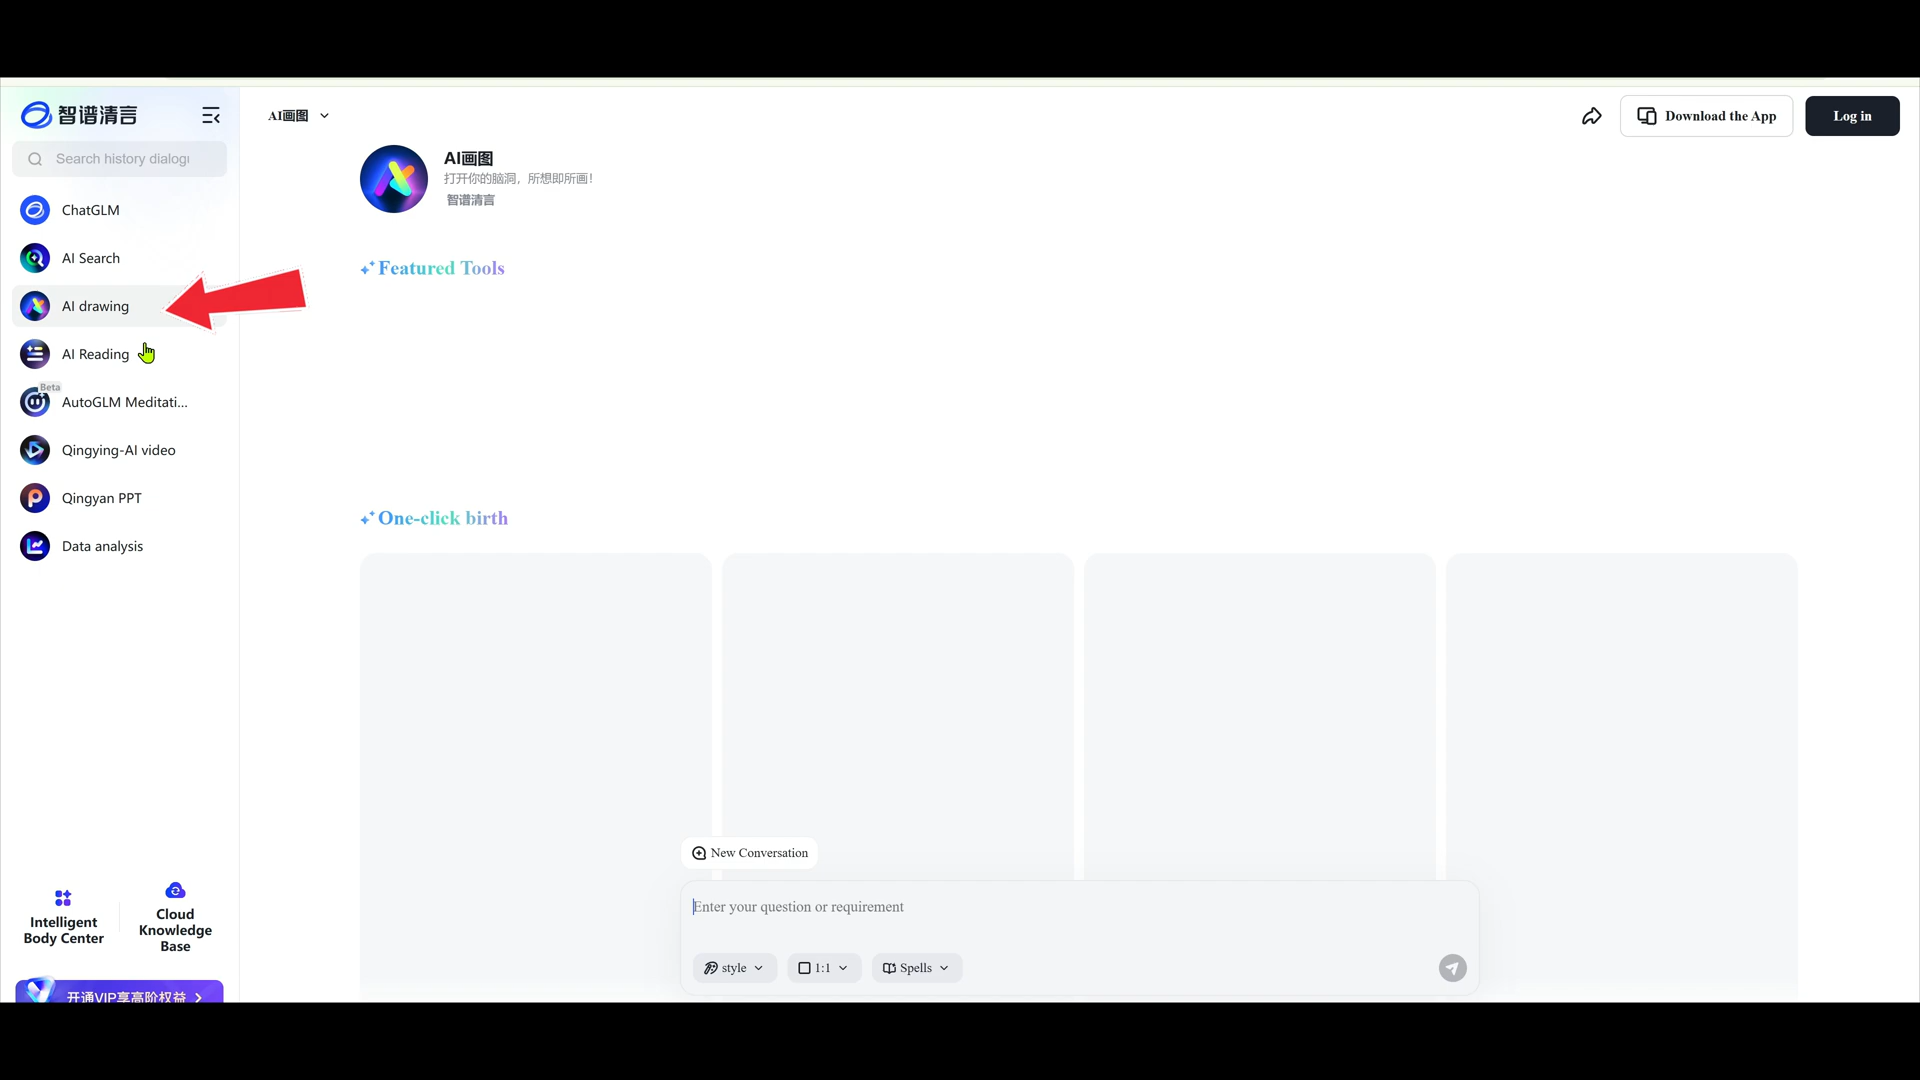 智谱清言
AI画图
Download the App
Log in
Search history dialog
AI画图
打开你的脑洞，所想即所画！
智谱清言
ChatGLM
AI Search
Featured Tools
AI drawing
AI Reading
Beta
AutoGLM Meditati...
Qingying-AI video
Qingyan PPT
One-click birth
Data analysis
New Conversation
Enter your question or requirement
Intelligent
Body Center
Cloud
Knowledge
Base
style
1:1
Spells
开通VIP享高阶权益